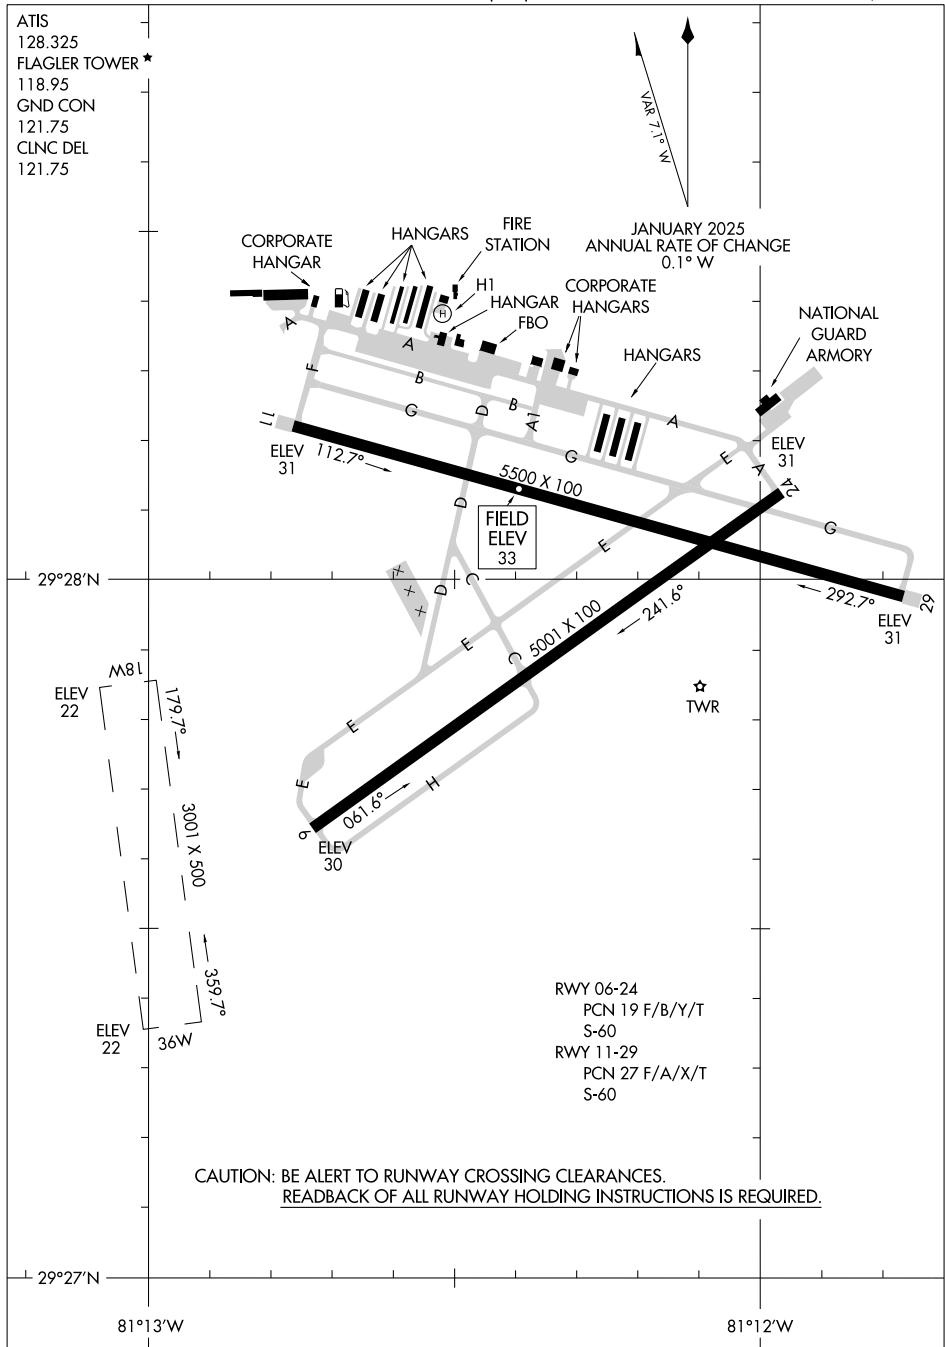 ATIS
128.325
FLAGLER TOWER
118.95
GND CON
121.75
CLNC DEL
121.75
VAR 7.1° W
JANUARY 2025
ANNUAL RATE OF CHANGE
0.1° W
CORPORATE
HANGAR
HANGARS
FIRE
STATION
H1
H
HANGAR
FBO
CORPORATE
HANGARS
HANGARS
NATIONAL
GUARD
ARMORY
A
A
F
B
B
G
D
A1
A
G
E
A
11
ELEV
31
112.7°
5500 X 100
ELEV
31
24
D
FIELD
ELEV
33
E
G
29°28'N
X
X
X
D
C
292.7°
29
ELEV
31
241.6°
5001 X 100
E
C
TWR
18W
ELEV
22
179.7°
E
H
E
061.6°
6
ELEV
30
3001 X 500
359.7°
ELEV
22
36W
RWY 06-24
PCN 19 F/B/Y/T
S-60
RWY 11-29
PCN 27 F/A/X/T
S-60
CAUTION: BE ALERT TO RUNWAY CROSSING CLEARANCES.
READBACK OF ALL RUNWAY HOLDING INSTRUCTIONS IS REQUIRED.
29°27'N
81°13'W
81°12'W